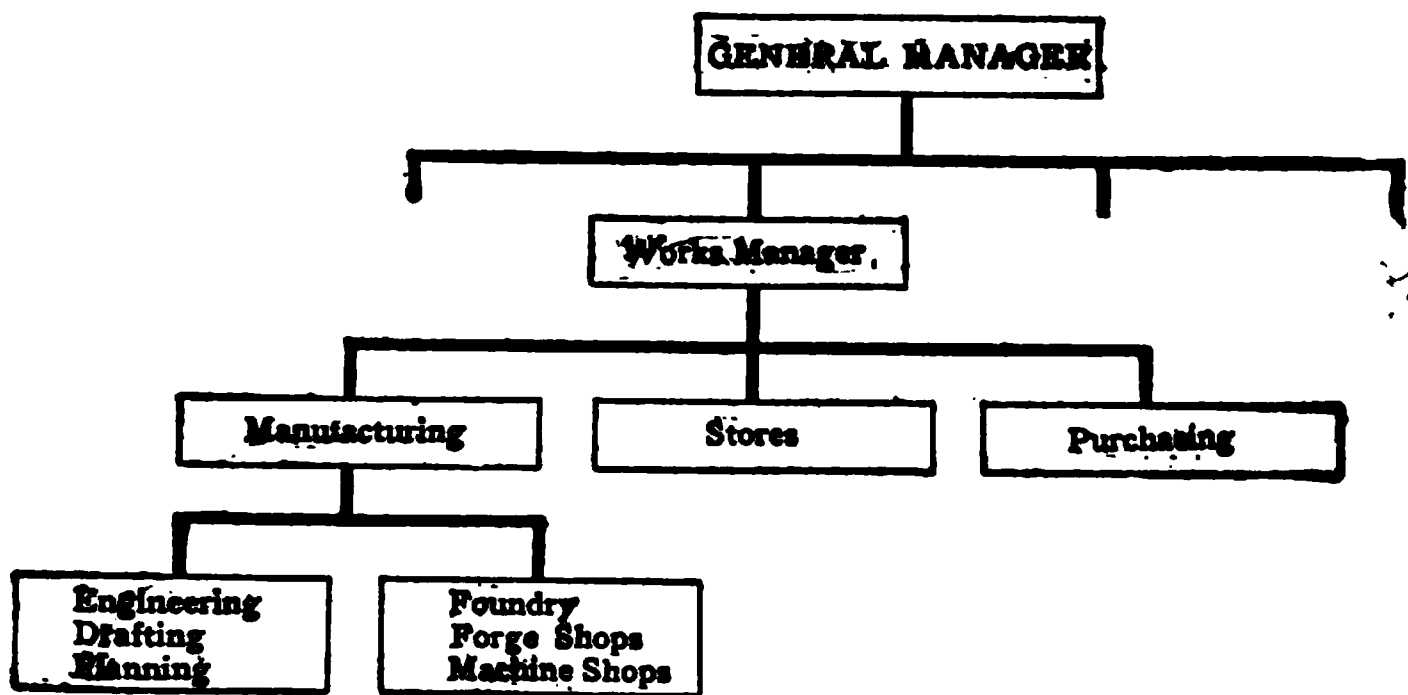 GENERAL MANAGER
Works Manager
Manufacturing
Stores
Purchasing
Engineering
Drafting
Planning
Foundry
Forge Shops
Machine Shops